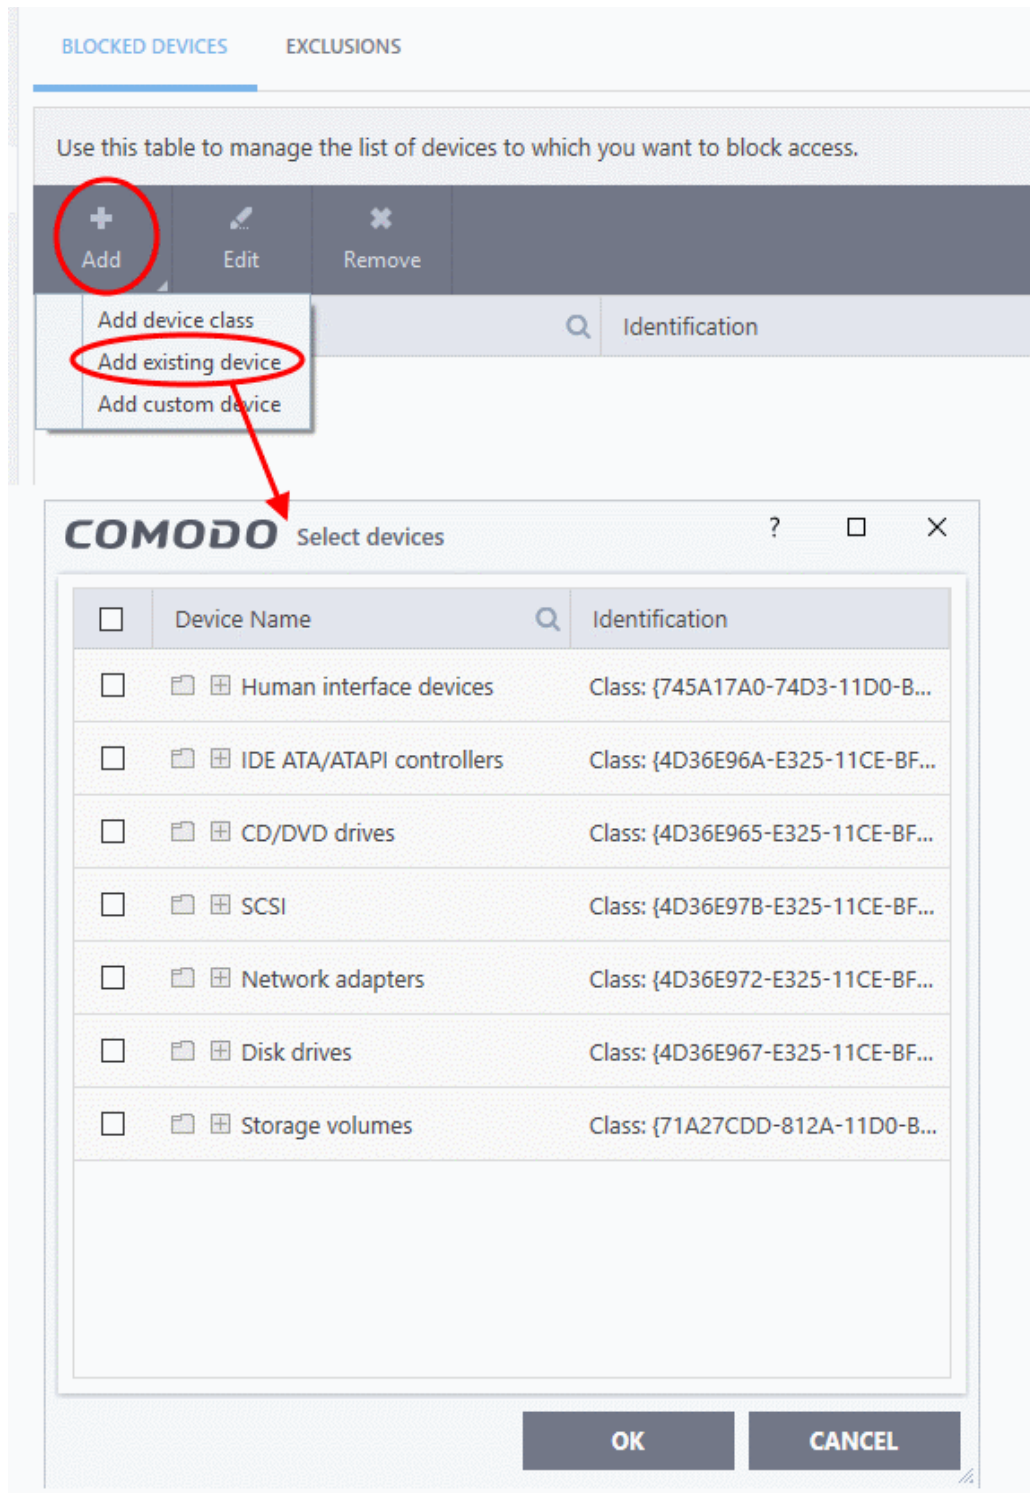 BLOCKED DEVICES EXCLUSIONS
Use this table to manage the list of devices to which you want to block access.
Add Edit Remove
Add device class
Identification
Add existing device
Add custom device
COMODO Select devices ?
Device Name Identification
Human interface devices Class: {745A17A0-74D3-11D0-B...
IDE ATA/ATAPI controllers Class: {4D36E96A-E325-11CE-BF...
CD/DVD drives Class: {4D36E965-E325-11CE-BF...
SCSI Class: {4D36E97B-E325-11CE-BF...
Network adapters Class: {4D36E972-E325-11CE-BF...
Disk drives Class: {4D36E967-E325-11CE-BF...
Storage volumes Class: {71A27CDD-812A-11D0-B...
OK CANCEL